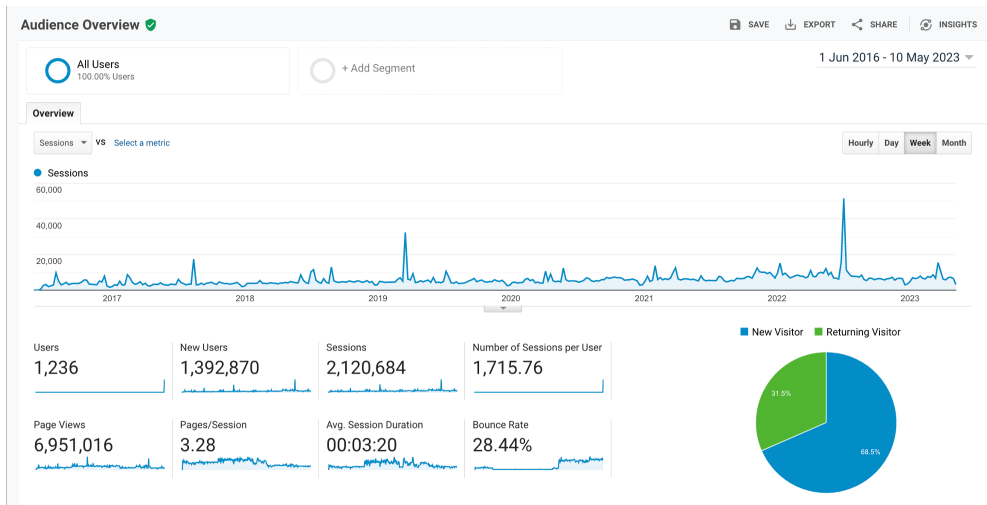 Audience Overview
SAVE EXPORT SHARE INSIGHTS
All Users
100.00% Users
+ Add Segment
1 Jun 2016 - 10 May 2023
Overview
Sessions VS Select a metric
Hourly Day Week Month
Sessions
60,000
40,000
20,000
2017 2018 2019 2020 2021 2022 2023
New Visitor Returning Visitor
Users
1,236
New Users
1,392,870
Sessions
2,120,684
Number of Sessions per User
1,715.76
Page Views
6,951,016
Pages/Session
3.28
Avg. Session Duration
00:03:20
Bounce Rate
28.44%
31.5%
68.5%